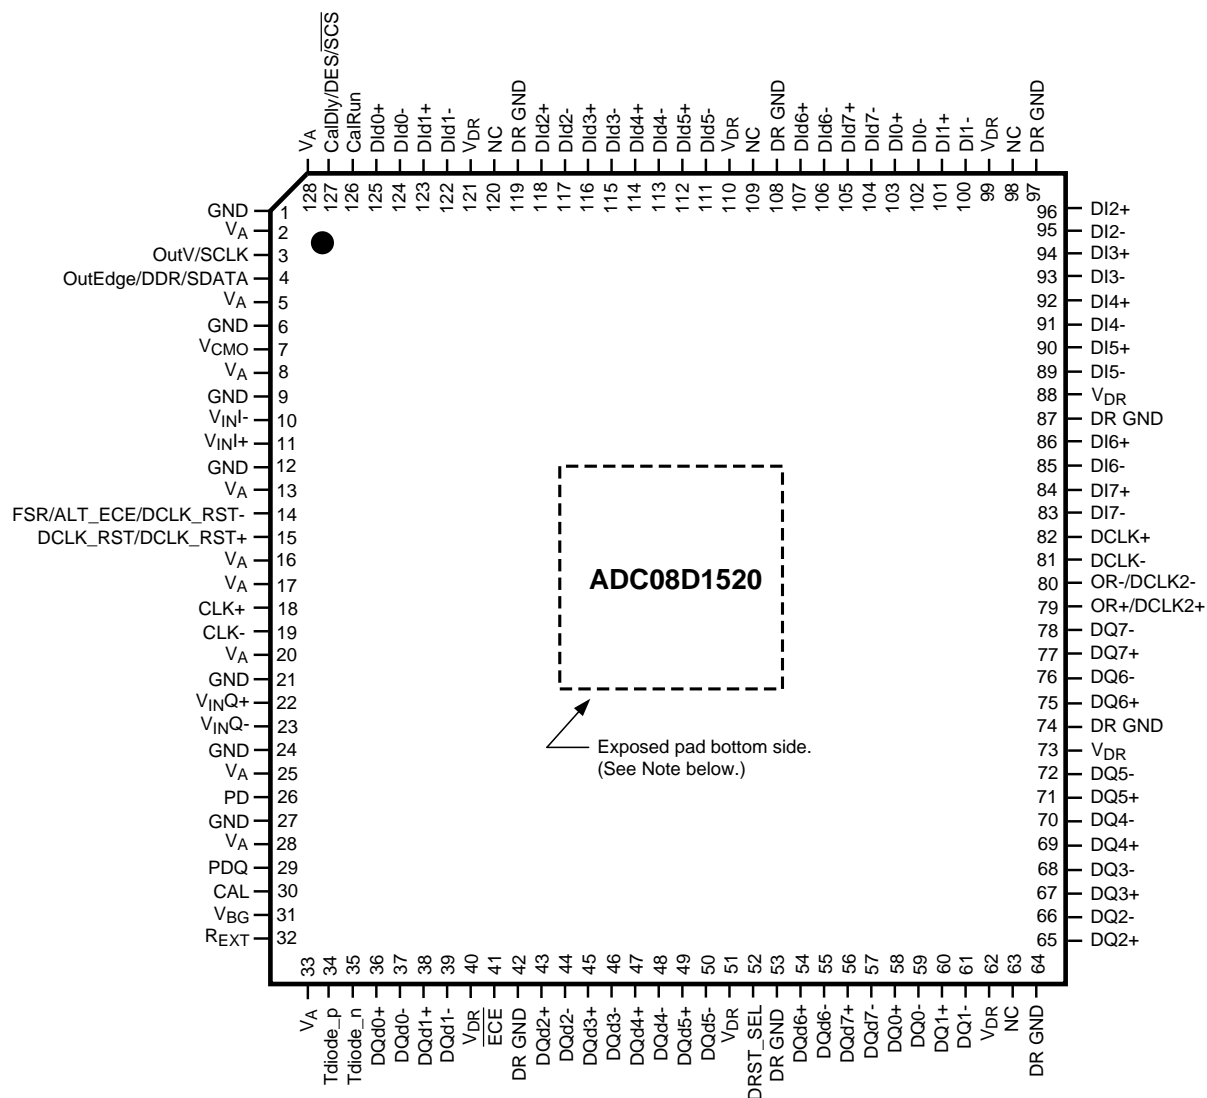 VA
CalDly/DES/SCS
CalRun
DId0+
DId0-
DId1+
DId1-
VDR
NC
DR GND
DId2+
DId2-
DId3+
DId3-
DId4+
DId4-
DId5+
DId5-
VDR
NC
DR GND
DId6+
DId6-
DId7+
DId7-
DI0+
DI0-
DI1+
DI1-
VDR
NC
DR GND
128
127
126
125
124
123
122
121
120
119
118
117
116
115
114
113
112
111
110
109
108
107
106
105
104
103
102
101
100
99
98
97
GND 1
VA 2
OutV/SCLK 3
OutEdge/DDR/SDATA 4
VA 5
GND 6
VCMO 7
VA 8
GND 9
VINI- 10
VINI+ 11
GND 12
VA 13
FSR/ALT_ECE/DCLK_RST- 14
DCLK_RST/DCLK_RST+ 15
VA 16
VA 17
CLK+ 18
CLK- 19
VA 20
GND 21
VINQ+ 22
VINQ- 23
GND 24
VA 25
PD 26
GND 27
VA 28
PDQ 29
CAL 30
VBG 31
REXT 32
ADC08D1520
Exposed pad bottom side.
(See Note below.)
96 DI2+
95 DI2-
94 DI3+
93 DI3-
92 DI4+
91 DI4-
90 DI5+
89 DI5-
88 VDR
87 DR GND
86 DI6+
85 DI6-
84 DI7+
83 DI7-
82 DCLK+
81 DCLK-
80 OR-/DCLK2-
79 OR+/DCLK2+
78 DQ7-
77 DQ7+
76 DQ6-
75 DQ6+
74 DR GND
73 VDR
72 DQ5-
71 DQ5+
70 DQ4-
69 DQ4+
68 DQ3-
67 DQ3+
66 DQ2-
65 DQ2+
33
34
35
36
37
38
39
40
41
42
43
44
45
46
47
48
49
50
51
52
53
54
55
56
57
58
59
60
61
62
63
64
VA
Tdiode_p
Tdiode_n
DQd0+
DQd0-
DQd1+
DQd1-
VDR
ECE
DR GND
DQd2+
DQd2-
DQd3+
DQd3-
DQd4+
DQd4-
DQd5+
DQd5-
VDR
DRST_SEL
DR GND
DQd6+
DQd6-
DQd7+
DQd7-
DQ0+
DQ0-
DQ1+
DQ1-
VDR
NC
DR GND